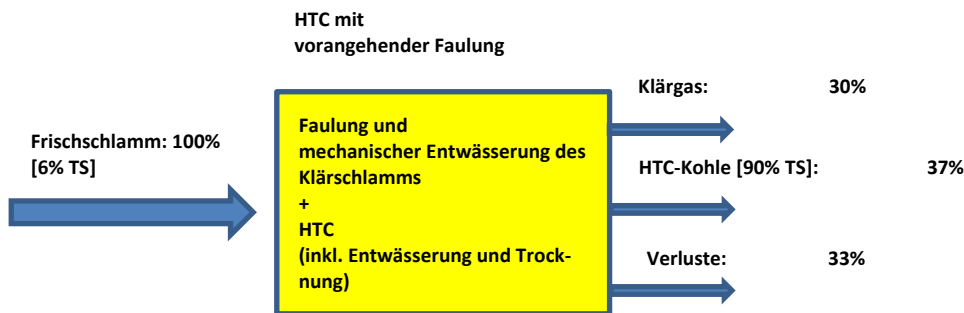 HTC mit
vorangehender Faulung
Frischschlamm: 100%
[6% TS]
Faulung und
mechanischer Entwässerung des
Klärschlamms
+
HTC
(inkl. Entwässerung und Trock-
nung)
Klärgas: 30%
HTC-Kohle [90% TS]: 37%
Verluste: 33%